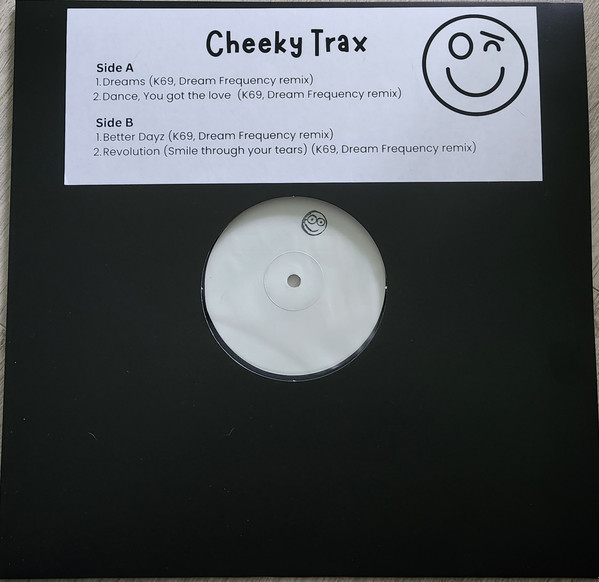 Cheeky Trax
Side A
1.Dreams (K69, Dream Frequency remix)
2.Dance, You got the love (K69, Dream Frequency remix)
Side B
1.Better Dayz (K69, Dream Frequency remix)
2.Revolution (Smile through your tears) (K69, Dream Frequency remix)